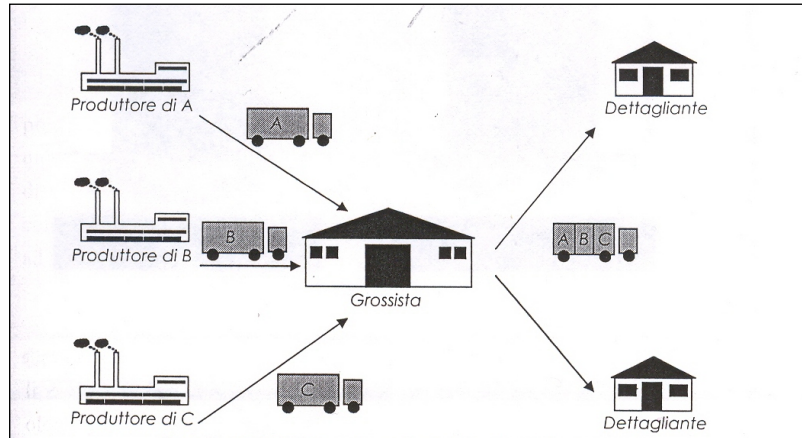 Produttore di A
A
Dettagliante
Produttore di B
B
A B C
Grossista
Produttore di C
C
Dettagliante